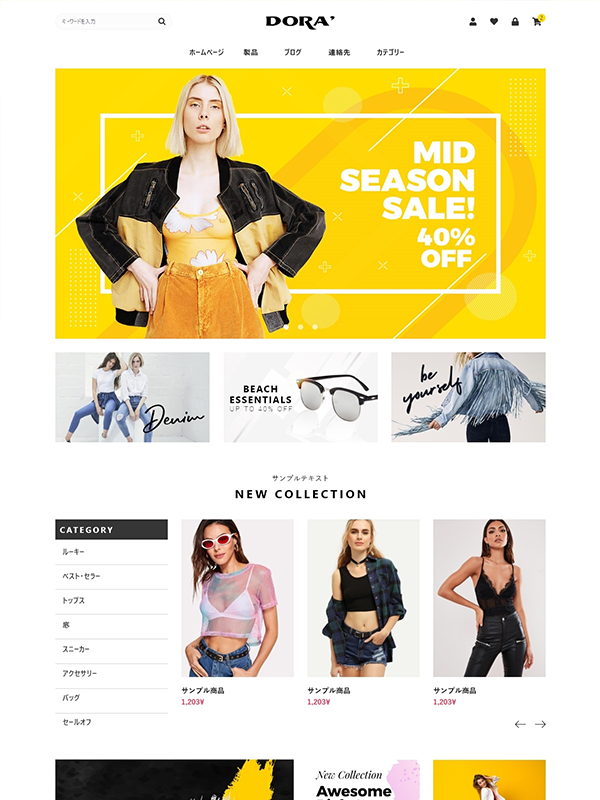 キーワードを入力
DORA’
2
ホームページ
製品
ブログ
連絡先
カテゴリー
MID
SEASON
SALE!
40%
OFF
Denim
BEACH
ESSENTIALS
UP TO 40% OFF
be
yourself
サンプルテキスト
NEW COLLECTION
CATEGORY
ルーキー
ベスト・セラー
トップス
スニーカー
アクセサリー
バッグ
セールオフ
サンプル商品
1,203¥
サンプル商品
1,203¥
サンプル商品
1,203¥
New Collection
Awesome